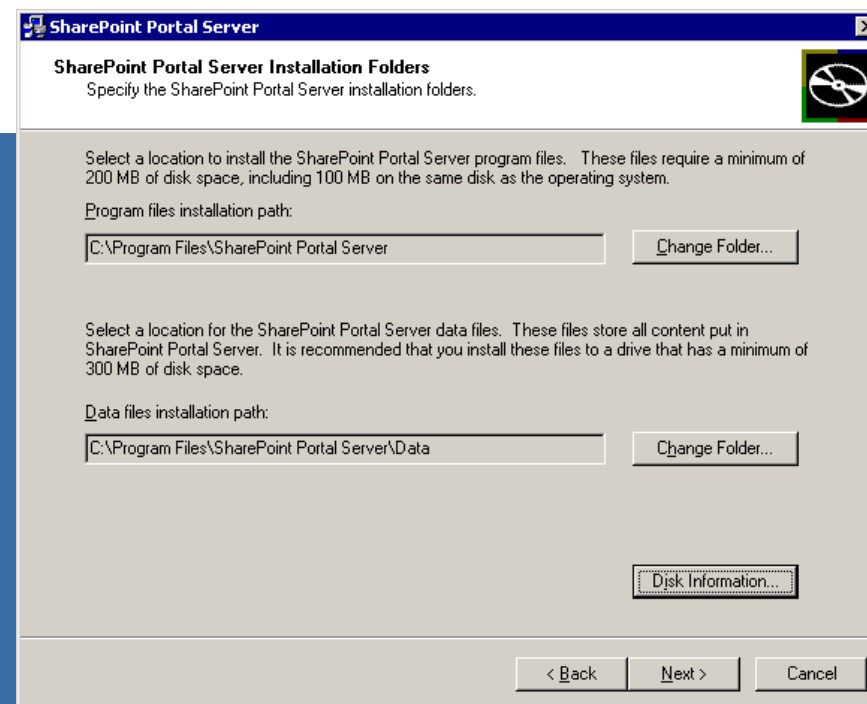 SharePoint Portal Server
SharePoint Portal Server Installation Folders
Specify the SharePoint Portal Server installation folders.
Select a location to install the SharePoint Portal Server program files. These files require a minimum of
200 MB of disk space, including 100 MB on the same disk as the operating system.
Program files installation path:
C:\Program Files\SharePoint Portal Server
Change Folder...
Select a location for the SharePoint Portal Server data files. These files store all content put in
SharePoint Portal Server. It is recommended that you install these files to a drive that has a minimum of
300 MB of disk space.
Data files installation path:
C:\Program Files\SharePoint Portal Server\Data
Change Folder...
Disk Information...
< Back
Next >
Cancel